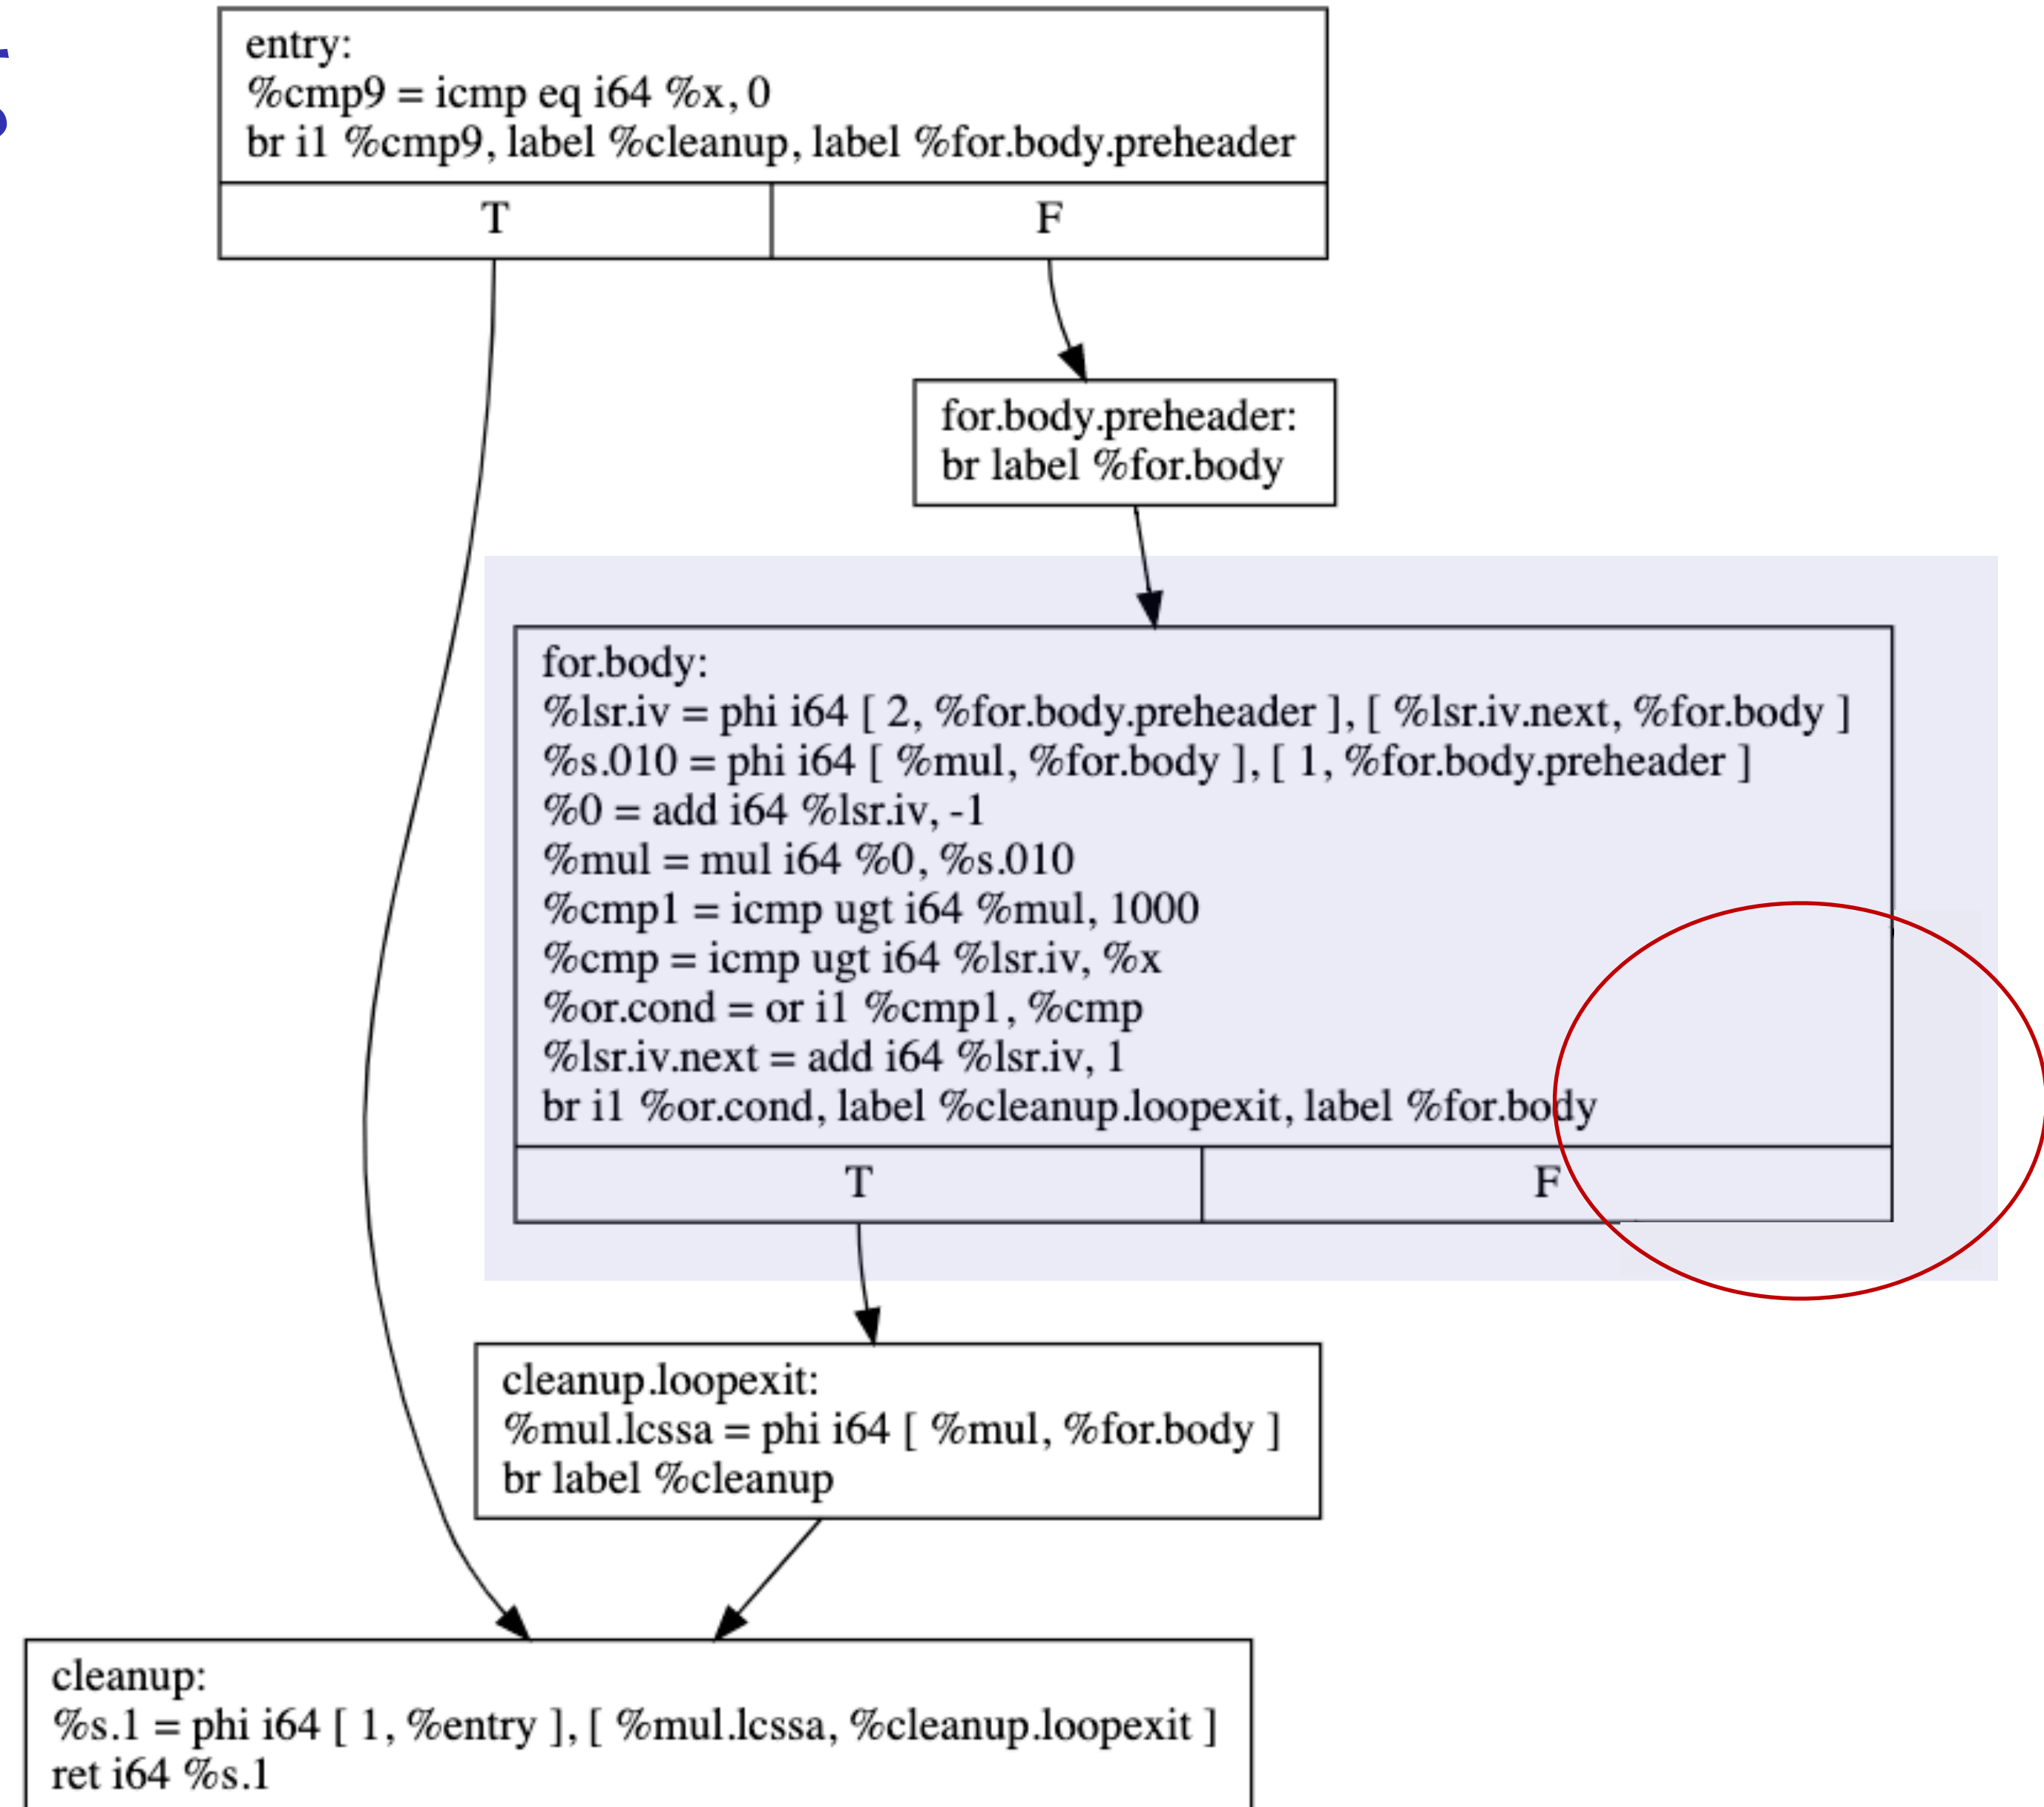 entry:
%cmp9 = icmp eq i64 %x, 0
br i1 %cmp9, label %cleanup, label %for.body.preheader
T
F
for.body.preheader:
br label %for.body
for.body:
%lsr.iv = phi i64 [ 2, %for.body.preheader ], [ %lsr.iv.next, %for.body ]
%s.010 = phi i64 [ %mul, %for.body ], [ 1, %for.body.preheader ]
%0 = add i64 %lsr.iv, -1
%mul = mul i64 %0, %s.010
%cmp1 = icmp ugt i64 %mul, 1000
%cmp = icmp ugt i64 %lsr.iv, %x
%or.cond = or i1 %cmp1, %cmp
%lsr.iv.next = add i64 %lsr.iv, 1
br i1 %or.cond, label %cleanup.loopexit, label %for.body
T
F
cleanup.loopexit:
%mul.lcssa = phi i64 [ %mul, %for.body ]
br label %cleanup
cleanup:
%s.1 = phi i64 [ 1, %entry ], [ %mul.lcssa, %cleanup.loopexit ]
ret i64 %s.1